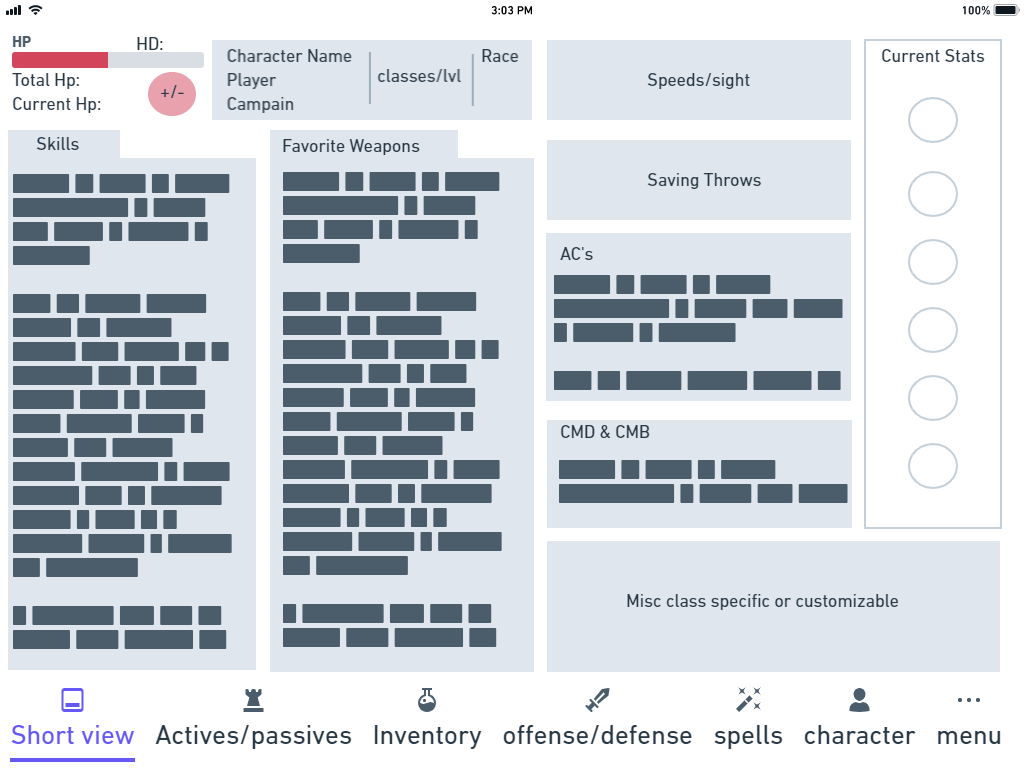 3:03 PM
100%
HP
HD:
Total Hp:
Current Hp:
+/-
Character Name
Player
Campain
classes/lvl
Race
Speeds/sight
Current Stats
Skills
Favorite Weapons
Saving Throws
AC's
CMD & CMB
Misc class specific or customizable
Short view
Actives/passives
Inventory
offense/defense
spells
character
menu